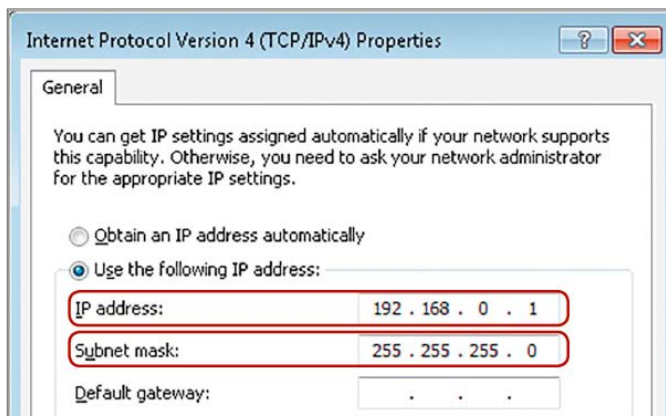 Internet Protocol Version 4 (TCP/IPv4) Properties
General
You can get IP settings assigned automatically if your network supports
this capability. Otherwise, you need to ask your network administrator
for the appropriate IP settings.
Obtain an IP address automatically
Use the following IP address:
IP address: 192 . 168 . 0 . 1
Subnet mask: 255 . 255 . 255 . 0
Default gateway: . . .